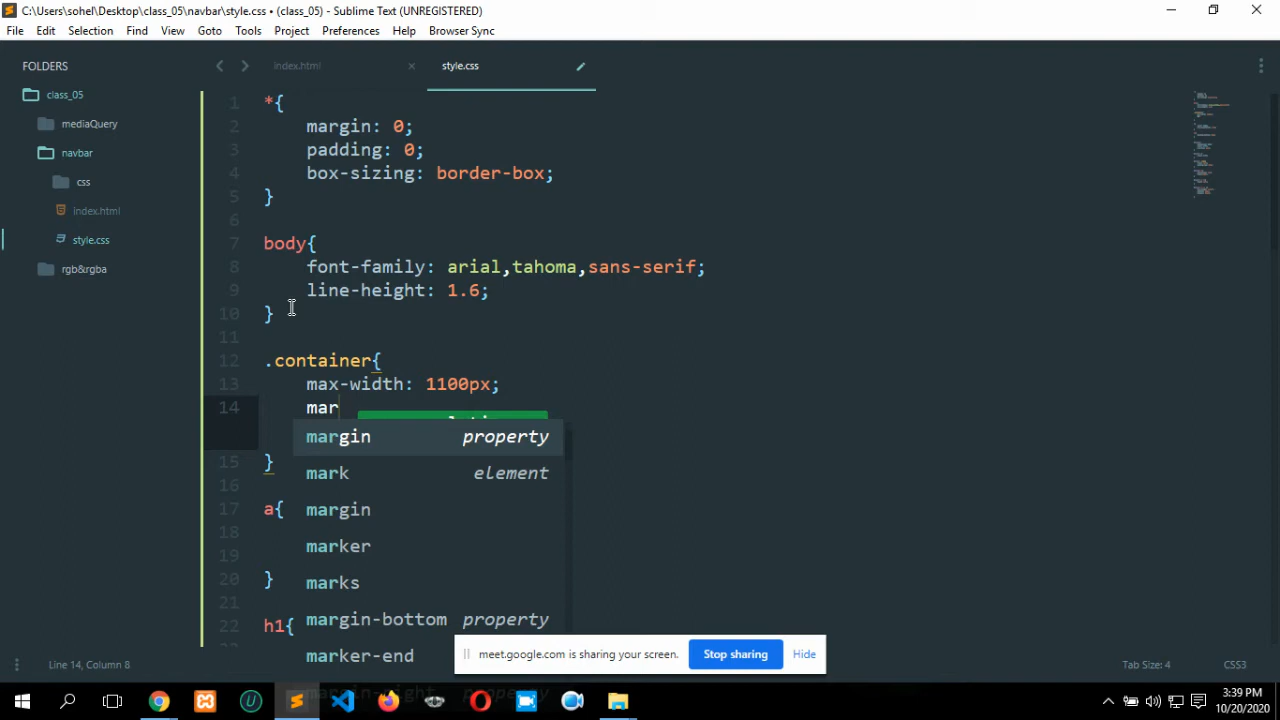 C:\Users\sohel\Desktop\class_05\navbar\style.css • (class_05) - Sublime Text (UNREGISTERED)
File Edit Selection Find View Goto Tools Project Preferences Help Browser Sync
FOLDERS
class_05
mediaQuery
navbar
css
index.html
style.css
rgb&rgba
index.html
style.css
1 *{
2 margin: 0;
3 padding: 0;
4 box-sizing: border-box;
5 }
6
7 body{
8 font-family: arial,tahoma,sans-serif;
9 line-height: 1.6;
10 }
11
12 .container{
13 max-width: 1100px;
14 mar
margin property
mark element
15 }
16
17 a{ margin
18 marker
19 marks
20 }
21 margin-bottom property
22 h1{
marker-end
meet.google.com is sharing your screen. Stop sharing Hide
Line 14, Column 8 Tab Size: 4 CSS3
3:39 PM
10/20/2020